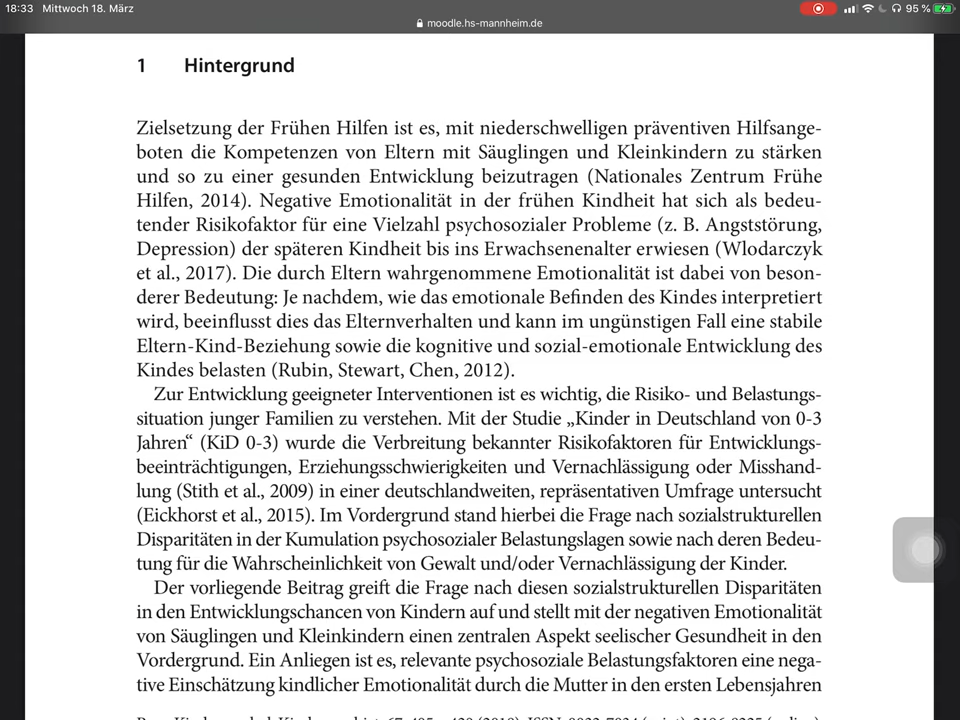 18:33 Mittwoch 18. März
95 %
moodle.hs-mannheim.de
1 Hintergrund
Zielsetzung der Frühen Hilfen ist es, mit niederschwelligen präventiven Hilfsange-
boten die Kompetenzen von Eltern mit Säuglingen und Kleinkindern zu stärken
und so zu einer gesunden Entwicklung beizutragen (Nationales Zentrum Frühe
Hilfen, 2014). Negative Emotionalität in der frühen Kindheit hat sich als bedeu-
tender Risikofaktor für eine Vielzahl psychosozialer Probleme (z. B. Angststörung,
Depression) der späteren Kindheit bis ins Erwachsenenalter erwiesen (Wlodarczyk
et al., 2017). Die durch Eltern wahrgenommene Emotionalität ist dabei von beson-
derer Bedeutung: Je nachdem, wie das emotionale Befinden des Kindes interpretiert
wird, beeinflusst dies das Elternverhalten und kann im ungünstigen Fall eine stabile
Eltern-Kind-Beziehung sowie die kognitive und sozial-emotionale Entwicklung des
Kindes belasten (Rubin, Stewart, Chen, 2012).
Zur Entwicklung geeigneter Interventionen ist es wichtig, die Risiko- und Belastungs-
situation junger Familien zu verstehen. Mit der Studie „Kinder in Deutschland von 0-3
Jahren“ (KiD 0-3) wurde die Verbreitung bekannter Risikofaktoren für Entwicklungs-
beeinträchtigungen, Erziehungsschwierigkeiten und Vernachlässigung oder Misshand-
lung (Stith et al., 2009) in einer deutschlandweiten, repräsentativen Umfrage untersucht
(Eickhorst et al., 2015). Im Vordergrund stand hierbei die Frage nach sozialstrukturellen
Disparitäten in der Kumulation psychosozialer Belastungslagen sowie nach deren Bedeu-
tung für die Wahrscheinlichkeit von Gewalt und/oder Vernachlässigung der Kinder.
Der vorliegende Beitrag greift die Frage nach diesen sozialstrukturellen Disparitäten
in den Entwicklungschancen von Kindern auf und stellt mit der negativen Emotionalität
von Säuglingen und Kleinkindern einen zentralen Aspekt seelischer Gesundheit in den
Vordergrund. Ein Anliegen ist es, relevante psychosoziale Belastungsfaktoren eine nega-
tive Einschätzung kindlicher Emotionalität durch die Mutter in den ersten Lebensjahren